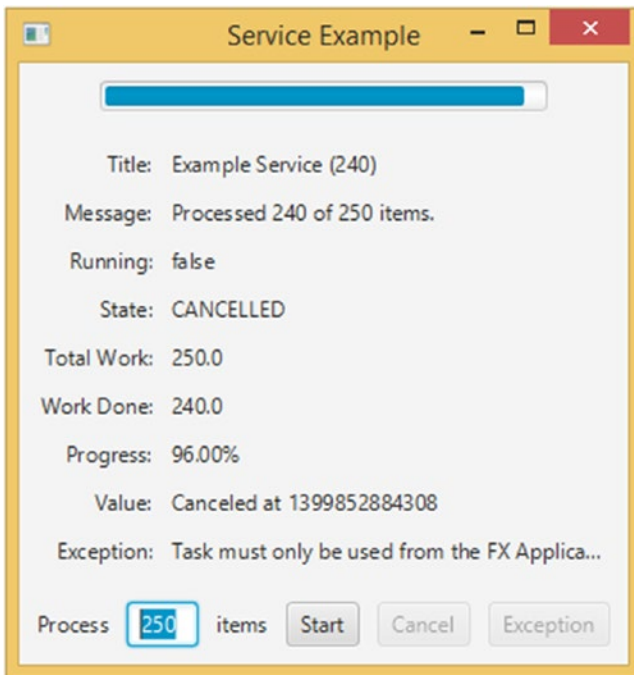 Service Example
Title: Example Service (240)
Message: Processed 240 of 250 items.
Running: false
State: CANCELLED
Total Work: 250.0
Work Done: 240.0
Progress: 96.00%
Value: Canceled at 1399852884308
Exception: Task must only be used from the FX Applica...
Process 250 items Start Cancel Exception